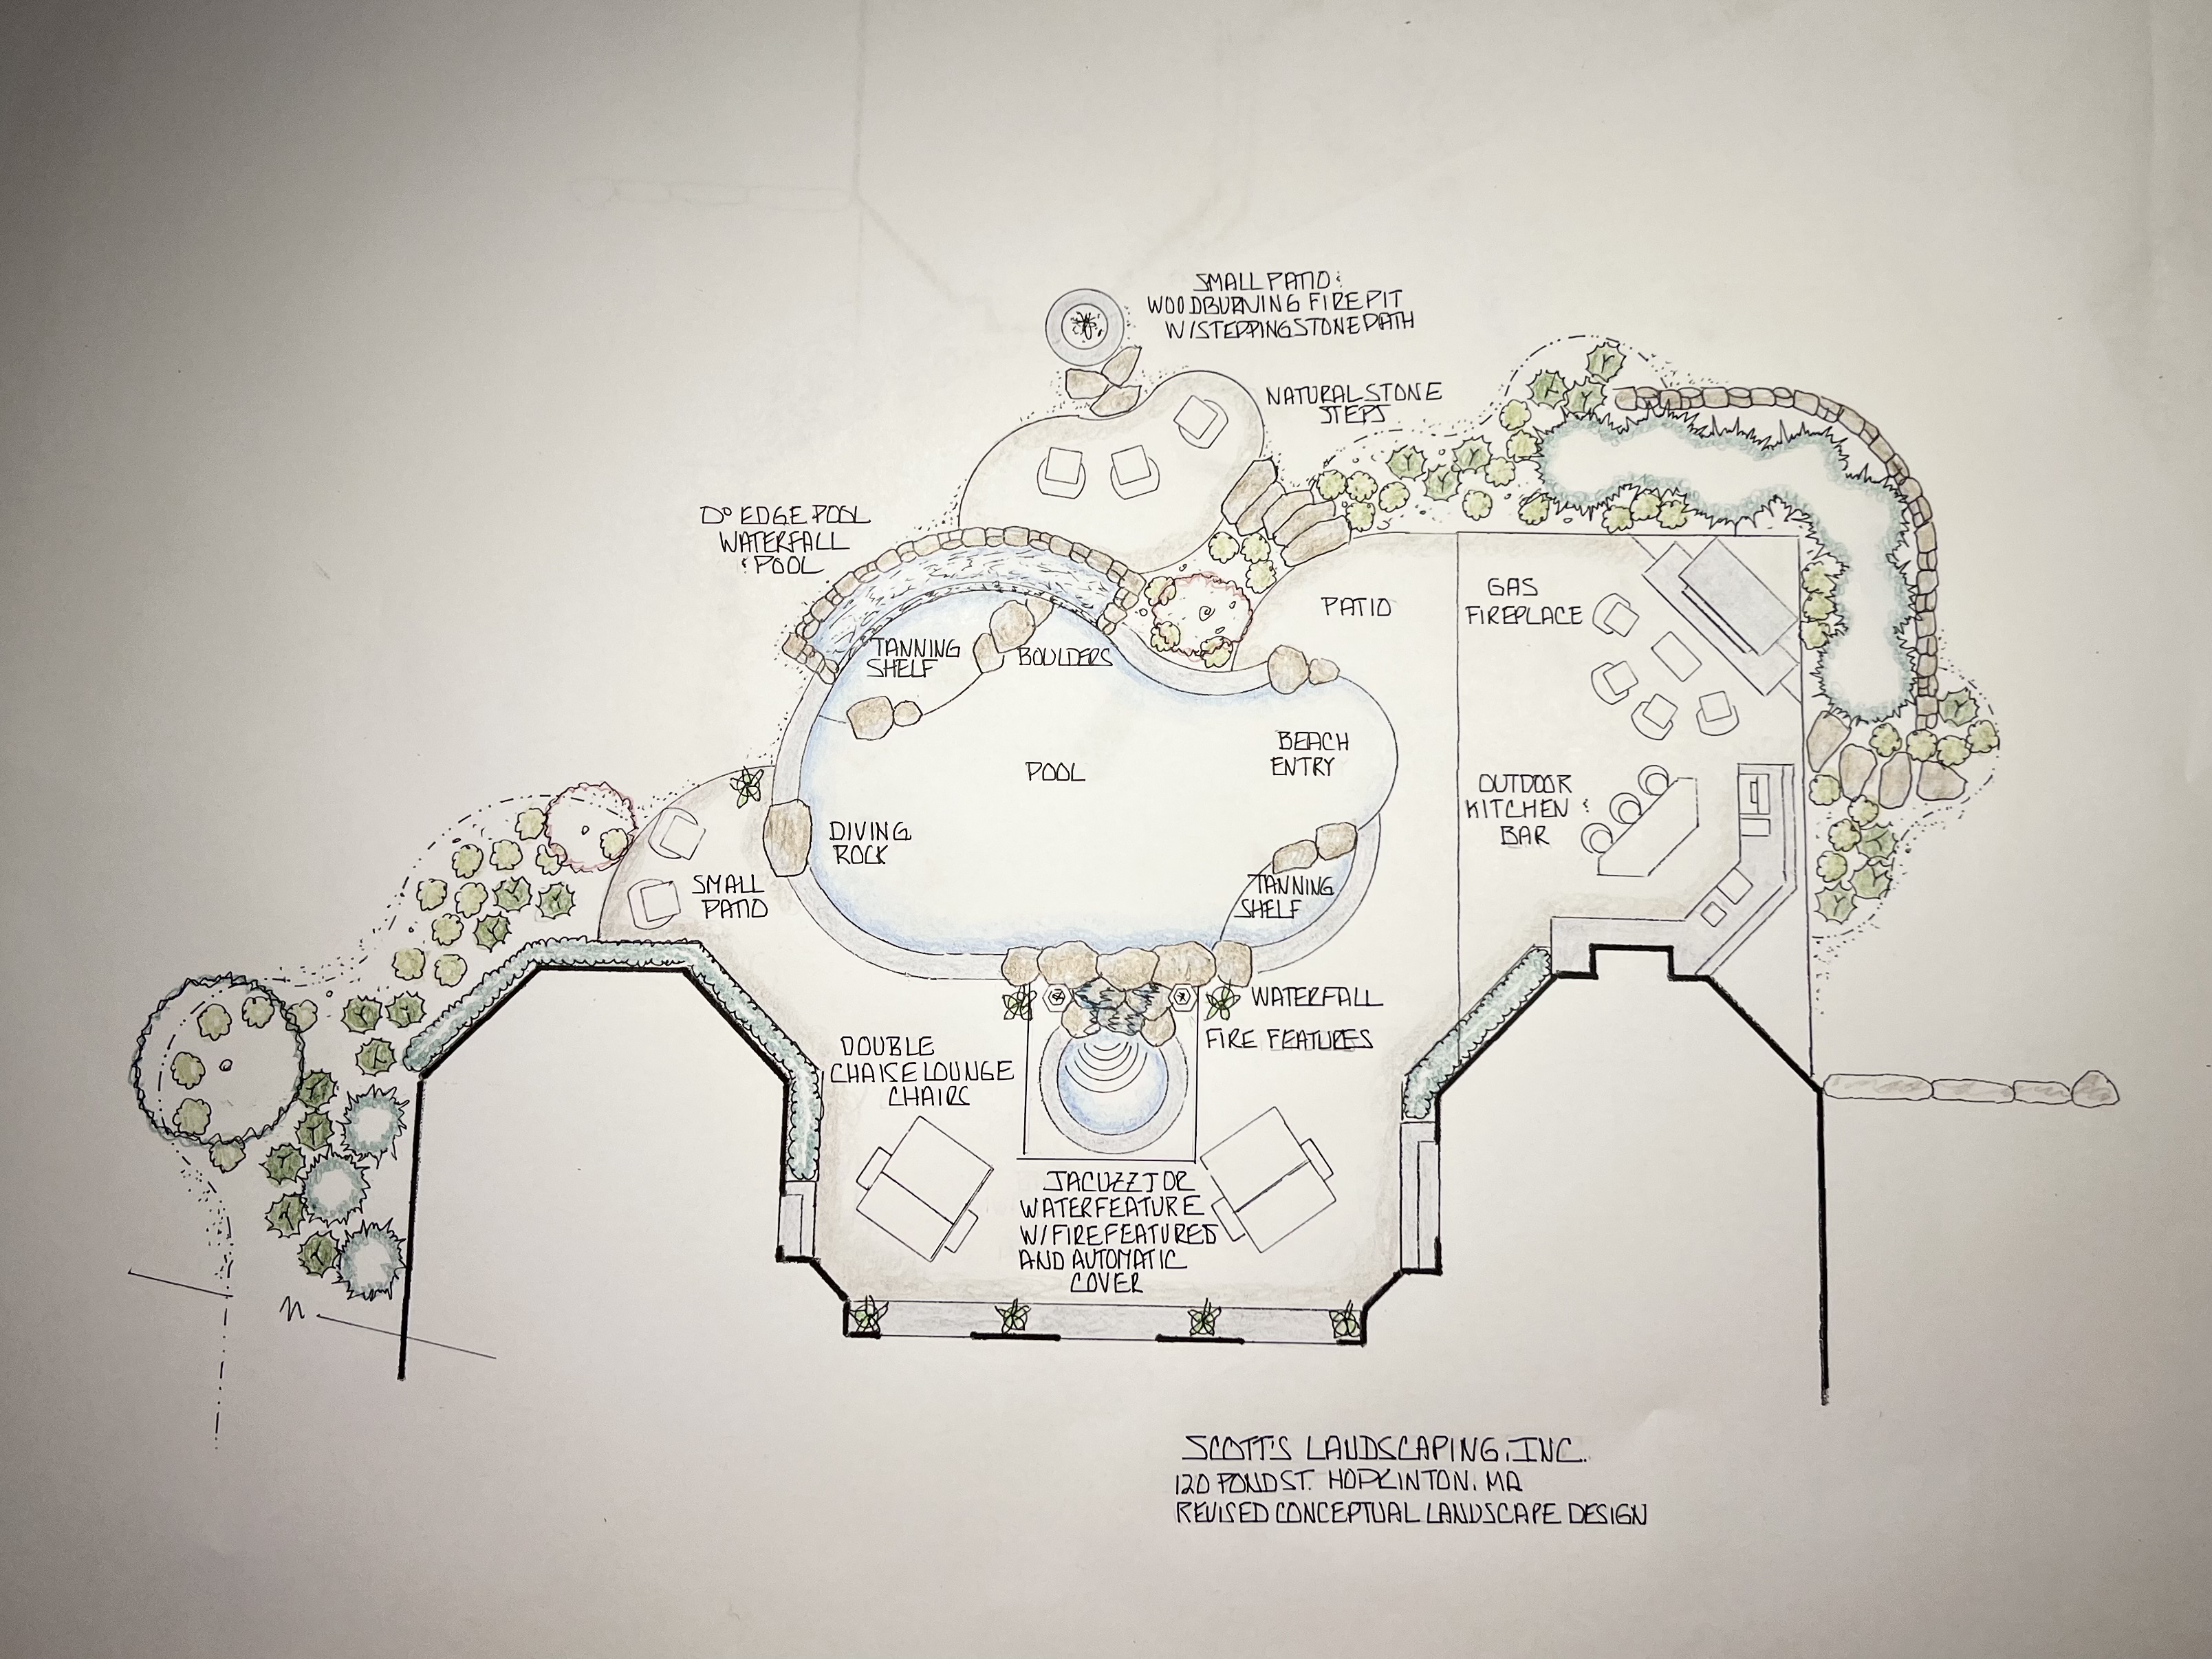 SMALL PATIO &
WOODBURNING FIREPIT
W/STEPPINGSTONE PATH
NATURAL STONE
STEPS
D° EDGE POOL
WATERFALL
& POOL
TANNING
SHELF
BOULDERS
PATIO
GAS
FIREPLACE
BEACH
ENTRY
POOL
OUTDOOR
KITCHEN &
BAR
DIVING
ROCK
SMALL
PATIO
TANNING
SHELF
WATERFALL
FIRE FEATURES
DOUBLE
CHAISE LOUNGE
CHAIRS
JACUZZI OR
WATERFEATURE
W/FIRE FEATURES
AND AUTOMATIC
COVER
N
SCOTT'S LANDSCAPING, INC.
120 POND ST. HOPKINTON, MA
REVISED CONCEPTUAL LANDSCAPE DESIGN